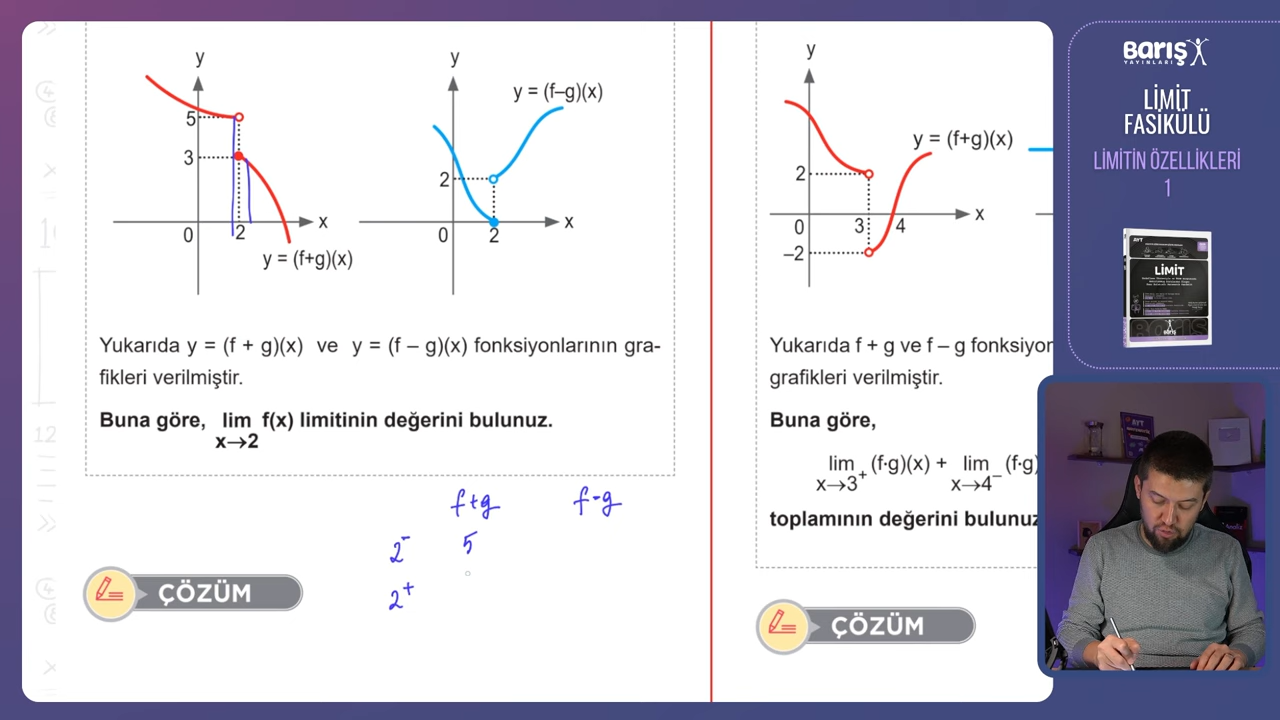 y
5
3
0
2
x
y = (f+g)(x)
y
y = (f–g)(x)
2
0
2
x
Yukarıda y = (f + g)(x) ve y = (f – g)(x) fonksiyonlarının gra-
fikleri verilmiştir.
Buna göre, lim f(x) limitinin değerini bulunuz.
x→2
f+g f-g
2⁻ 5
2⁺
ÇÖZÜM
y
y = (f+g)(x)
2
0
3
4
x
–2
Yukarıda f + g ve f – g fonksiyon
grafikleri verilmiştir.
Buna göre,
lim (f·g)(x) + lim (f·g)
x→3⁺ x→4⁻
toplamının değerini bulunuz
ÇÖZÜM
BARIŞ
YAYINLARI
LİMİT
FASİKÜLÜ
LİMİTİN ÖZELLİKLERİ
1
AYT
LİMİT
BARIŞ
12